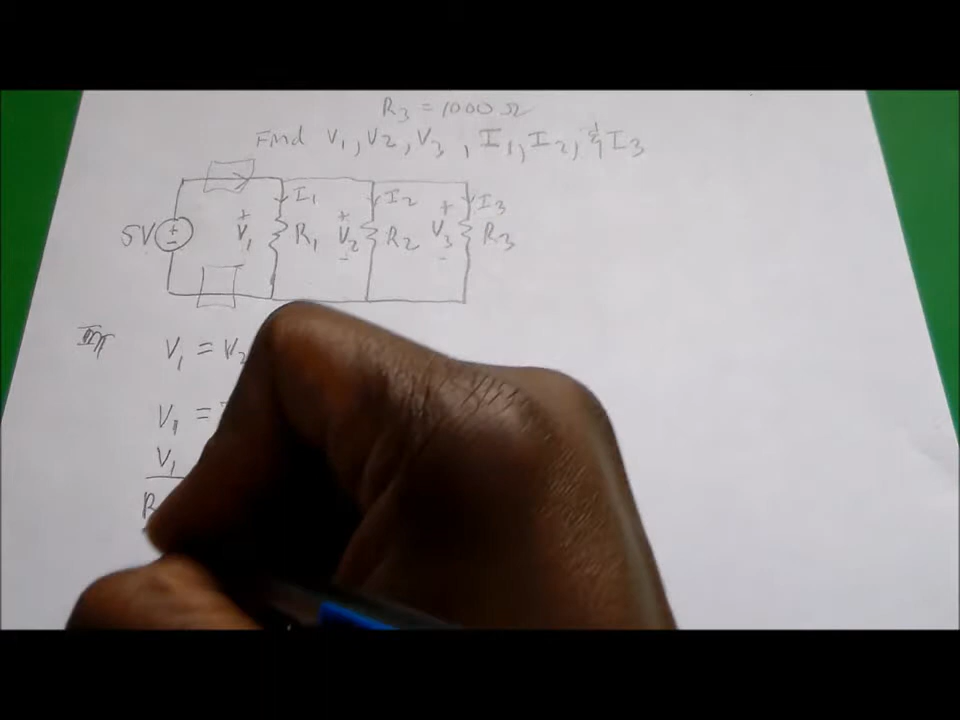 R3 = 1000 Ω
Find V1, V2, V3, I1, I2, & I3
I1 I2 I3
5V + - + V1 R1 + V2 - R2 + V3 - R3
V1 = V2
V1 =
V1
R